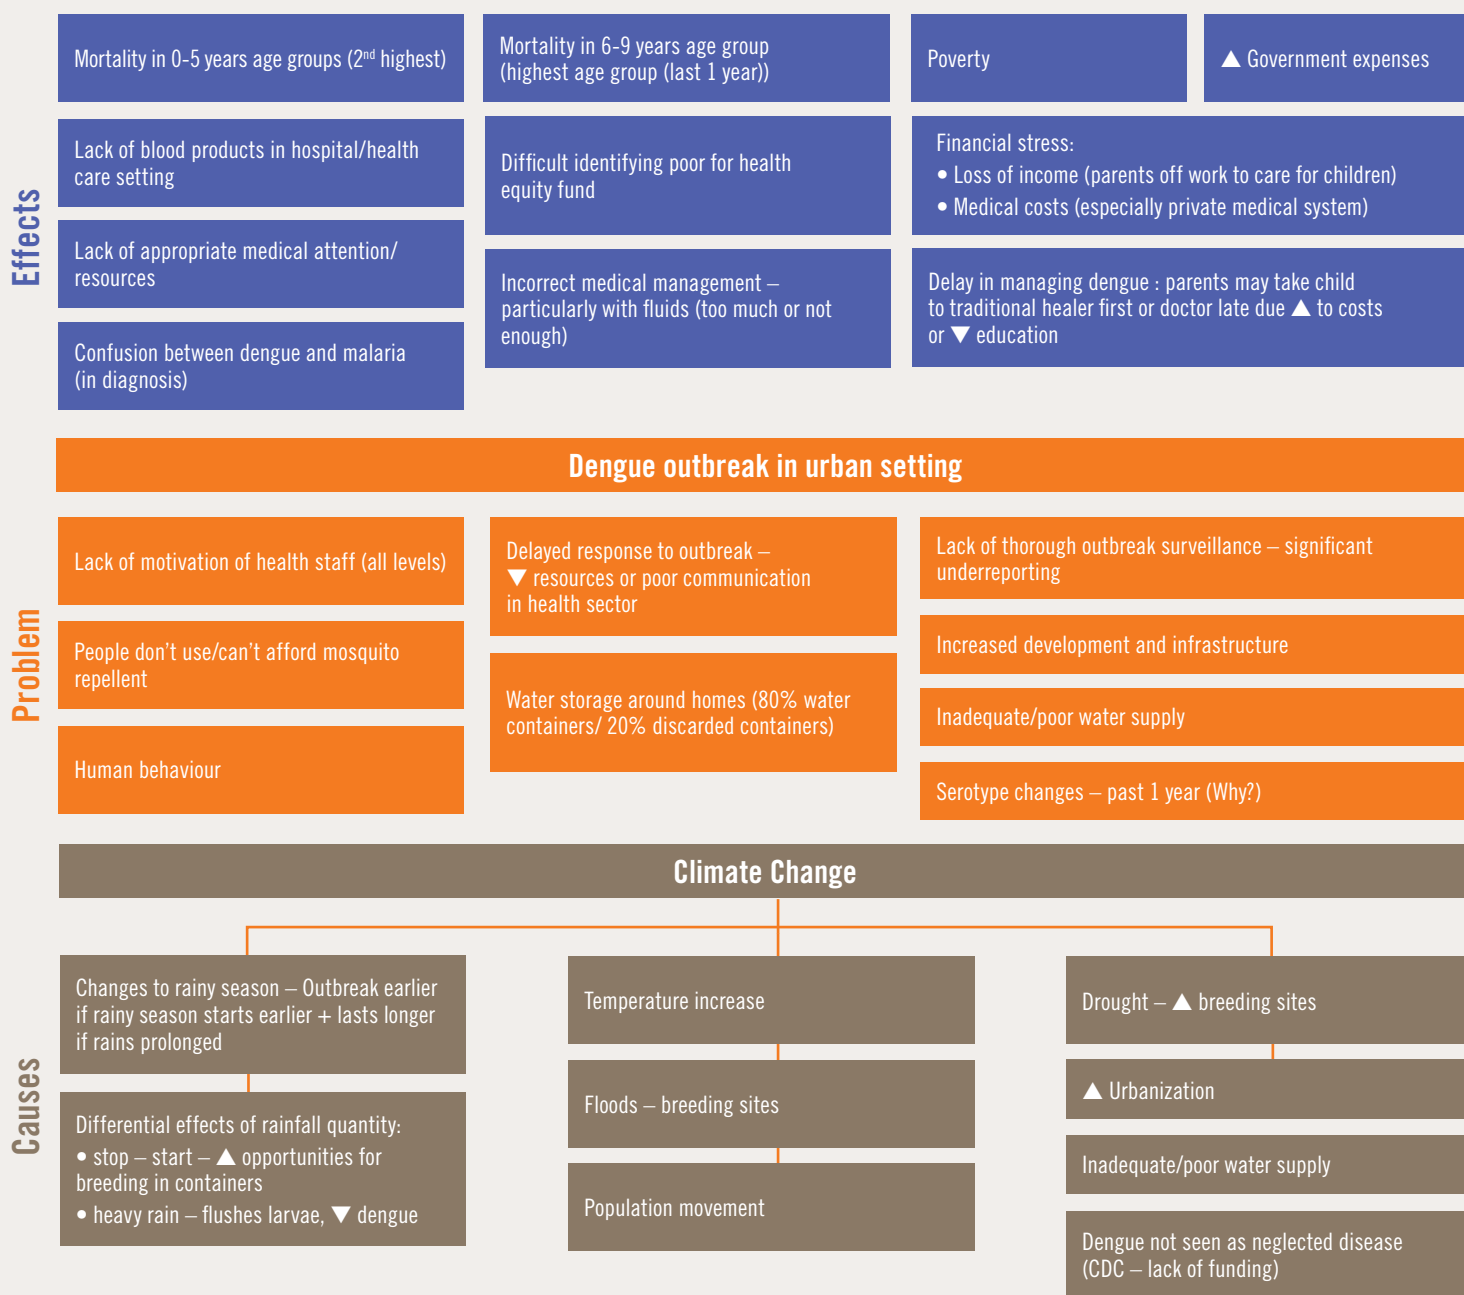 Effects
Mortality in 0-5 years age groups (2nd highest)
Mortality in 6-9 years age group
(highest age group (last 1 year))
Poverty
▲ Government expenses
Lack of blood products in hospital/health
care setting
Difficult identifying poor for health
equity fund
Financial stress:
• Loss of income (parents off work to care for children)
• Medical costs (especially private medical system)
Lack of appropriate medical attention/
resources
Incorrect medical management –
particularly with fluids (too much or not
enough)
Delay in managing dengue : parents may take child
to traditional healer first or doctor late due ▲ to costs
or ▼ education
Confusion between dengue and malaria
(in diagnosis)
Dengue outbreak in urban setting
Problem
Lack of motivation of health staff (all levels)
Delayed response to outbreak –
▼ resources or poor communication
in health sector
Lack of thorough outbreak surveillance – significant
underreporting
People don't use/can't afford mosquito
repellent
Increased development and infrastructure
Water storage around homes (80% water
containers/ 20% discarded containers)
Inadequate/poor water supply
Human behaviour
Serotype changes – past 1 year (Why?)
Climate Change
Causes
Changes to rainy season – Outbreak earlier
if rainy season starts earlier + lasts longer
if rains prolonged
Temperature increase
Drought – ▲ breeding sites
Differential effects of rainfall quantity:
• stop – start – ▲ opportunities for
breeding in containers
• heavy rain – flushes larvae, ▼ dengue
Floods – breeding sites
▲ Urbanization
Population movement
Inadequate/poor water supply
Dengue not seen as neglected disease
(CDC – lack of funding)